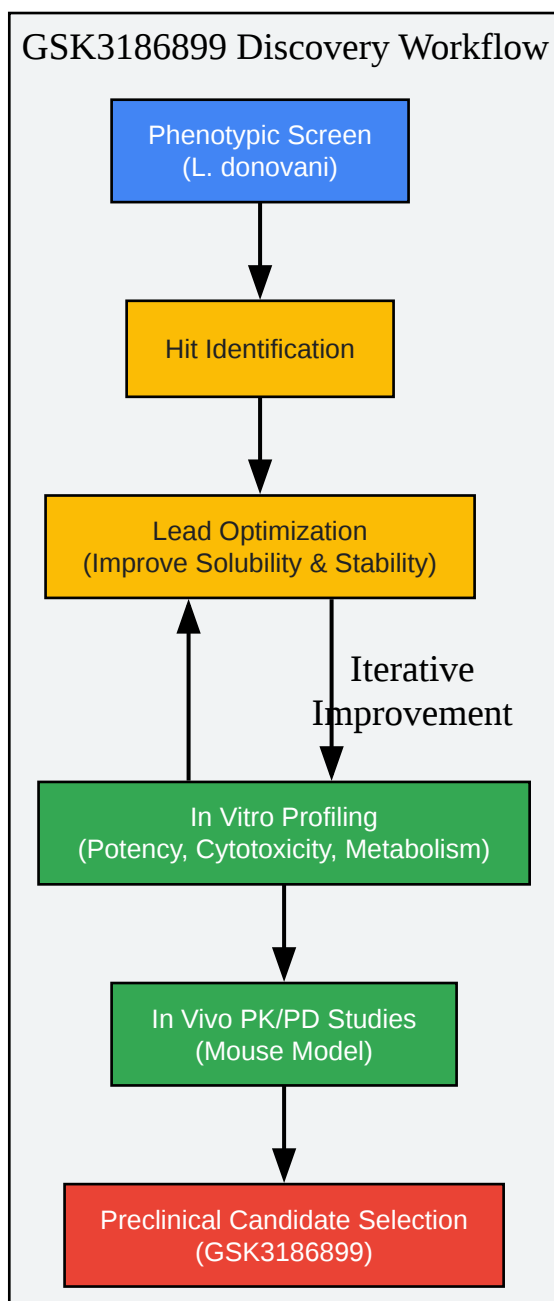 GSK3186899 Discovery Workflow
Phenotypic Screen
(L. donovani)
Hit Identification
Lead Optimization
(Improve Solubility & Stability)
Iterative
Improvement
In Vitro Profiling
(Potency, Cytotoxicity, Metabolism)
In Vivo PK/PD Studies
(Mouse Model)
Preclinical Candidate Selection
(GSK3186899)